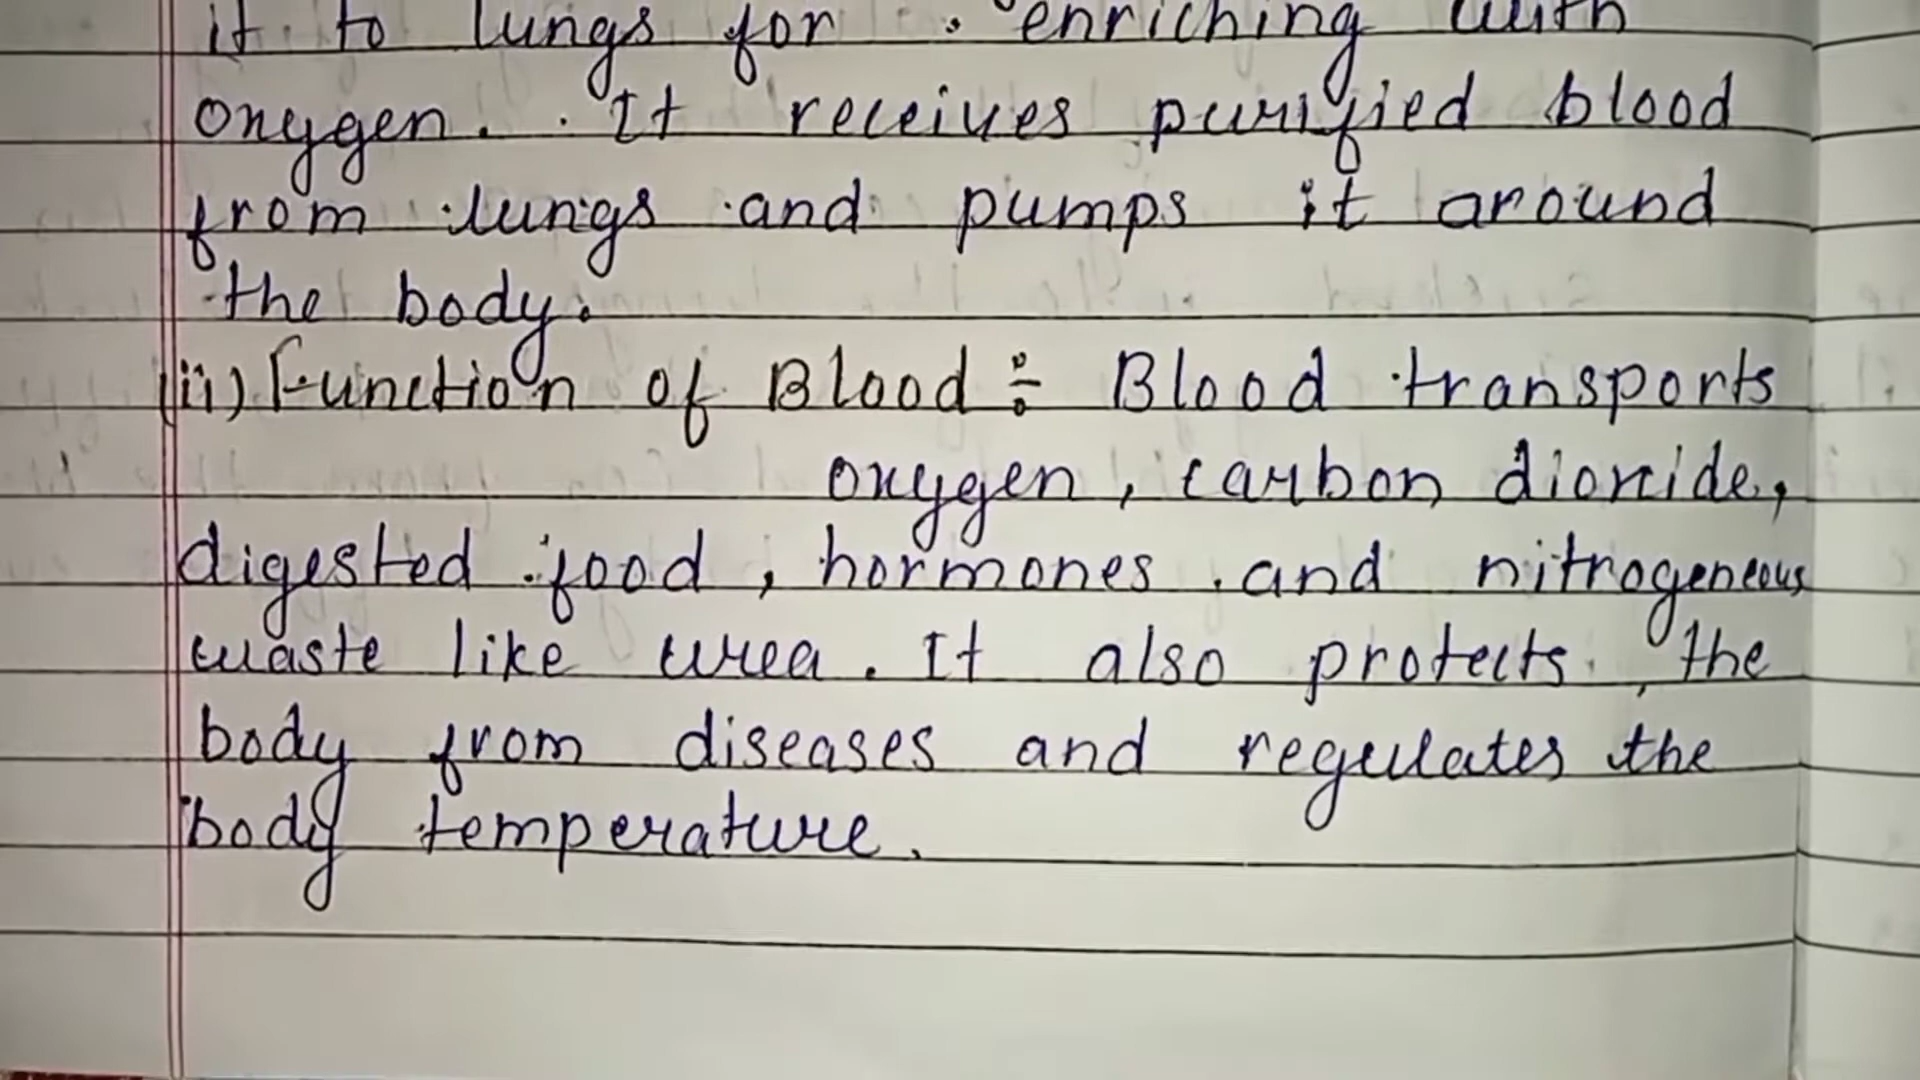 it to lungs for enriching with
oxygen. It receives purified blood
from lungs and pumps it around
the body.
(ii) Function of Blood ÷ Blood transports
oxygen, carbon dioxide,
digested food, hormones and nitrogeneous
waste like urea. It also protects the
body from diseases and regulates the
body temperature.